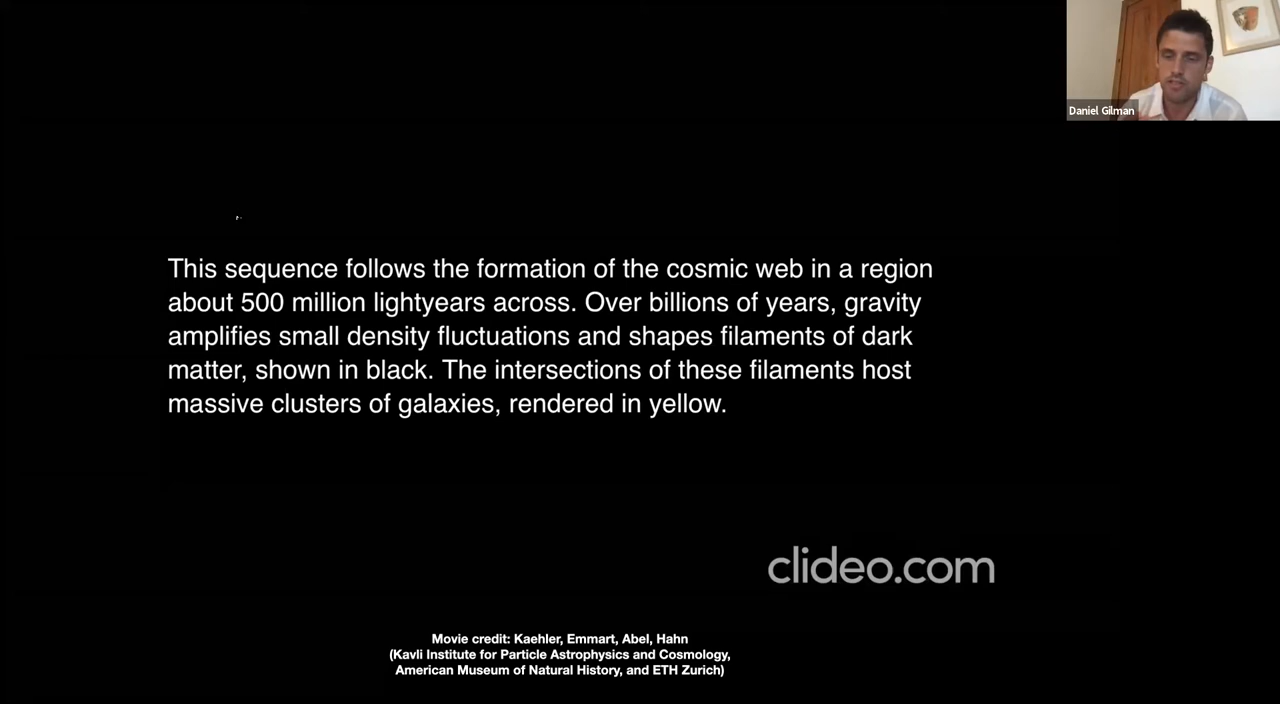 Daniel Gilman
This sequence follows the formation of the cosmic web in a region
about 500 million lightyears across. Over billions of years, gravity
amplifies small density fluctuations and shapes filaments of dark
matter, shown in black. The intersections of these filaments host
massive clusters of galaxies, rendered in yellow.
clideo.com
Movie credit: Kaehler, Emmart, Abel, Hahn
(Kavli Institute for Particle Astrophysics and Cosmology,
American Museum of Natural History, and ETH Zurich)